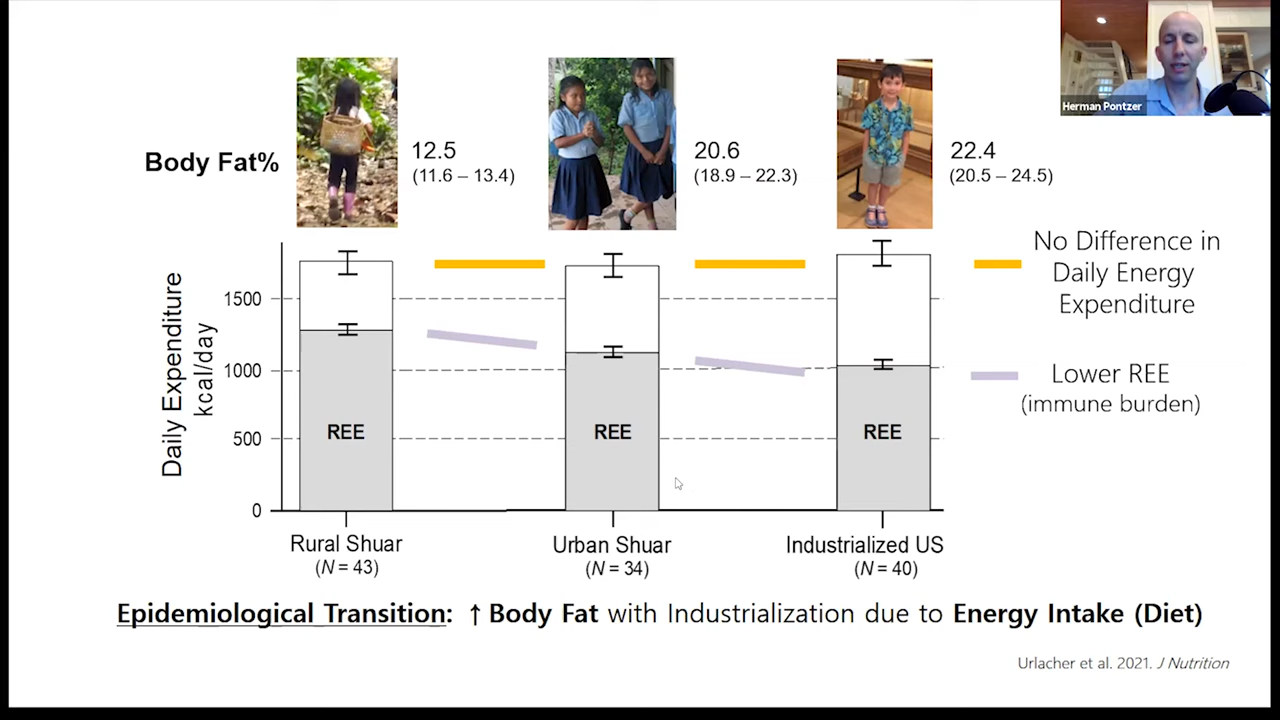 Herman Pontzer
Body Fat%
12.5
(11.6 – 13.4)
20.6
(18.9 – 22.3)
22.4
(20.5 – 24.5)
No Difference in
Daily Energy
Expenditure
Lower REE
(immune burden)
Daily Expenditure
kcal/day
1500
1000
500
0
REE
REE
REE
Rural Shuar
(N = 43)
Urban Shuar
(N = 34)
Industrialized US
(N = 40)
Epidemiological Transition: ↑ Body Fat with Industrialization due to Energy Intake (Diet)
Urlacher et al. 2021. J Nutrition